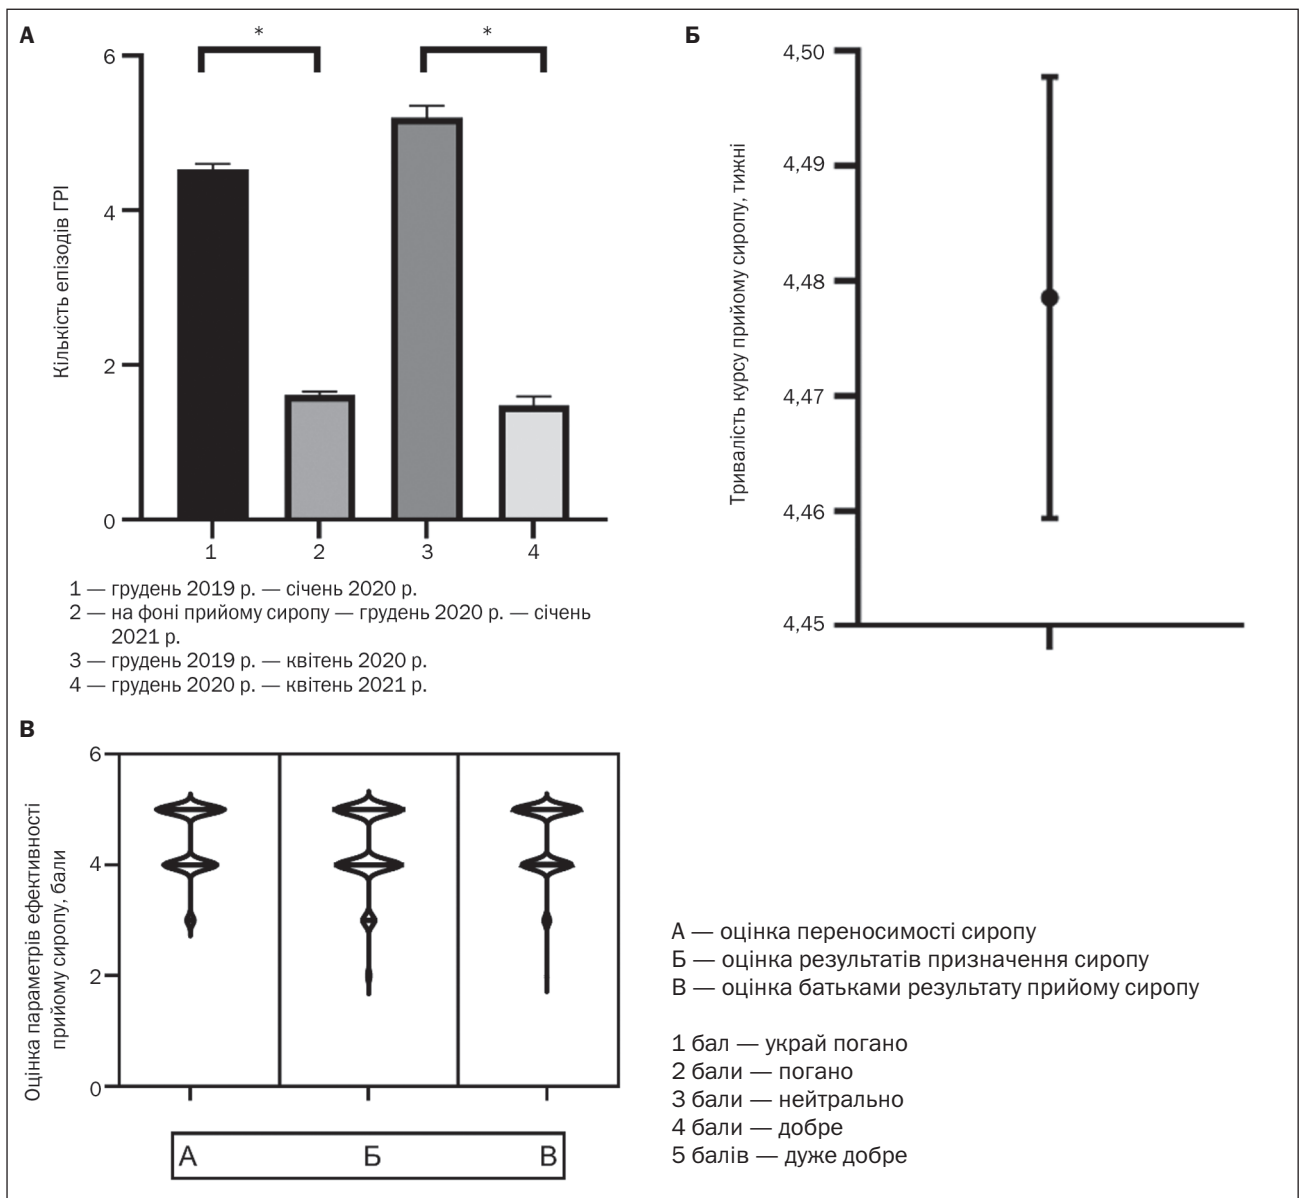 А
*
*
6
4
2
0
Кількість епізодів ГРІ
1 2 3 4
1 — грудень 2019 р. — січень 2020 р.
2 — на фоні прийому сиропу — грудень 2020 р. — січень
2021 р.
3 — грудень 2019 р. — квітень 2020 р.
4 — грудень 2020 р. — квітень 2021 р.
Б
4,50
4,49
4,48
4,47
4,46
4,45
Тривалість курсу прийому сиропу, тижні
В
6
4
2
0
Оцінка параметрів ефективності
прийому сиропу, бали
А Б В
А — оцінка переносимості сиропу
Б — оцінка результатів призначення сиропу
В — оцінка батьками результату прийому сиропу
1 бал — украй погано
2 бали — погано
3 бали — нейтрально
4 бали — добре
5 балів — дуже добре